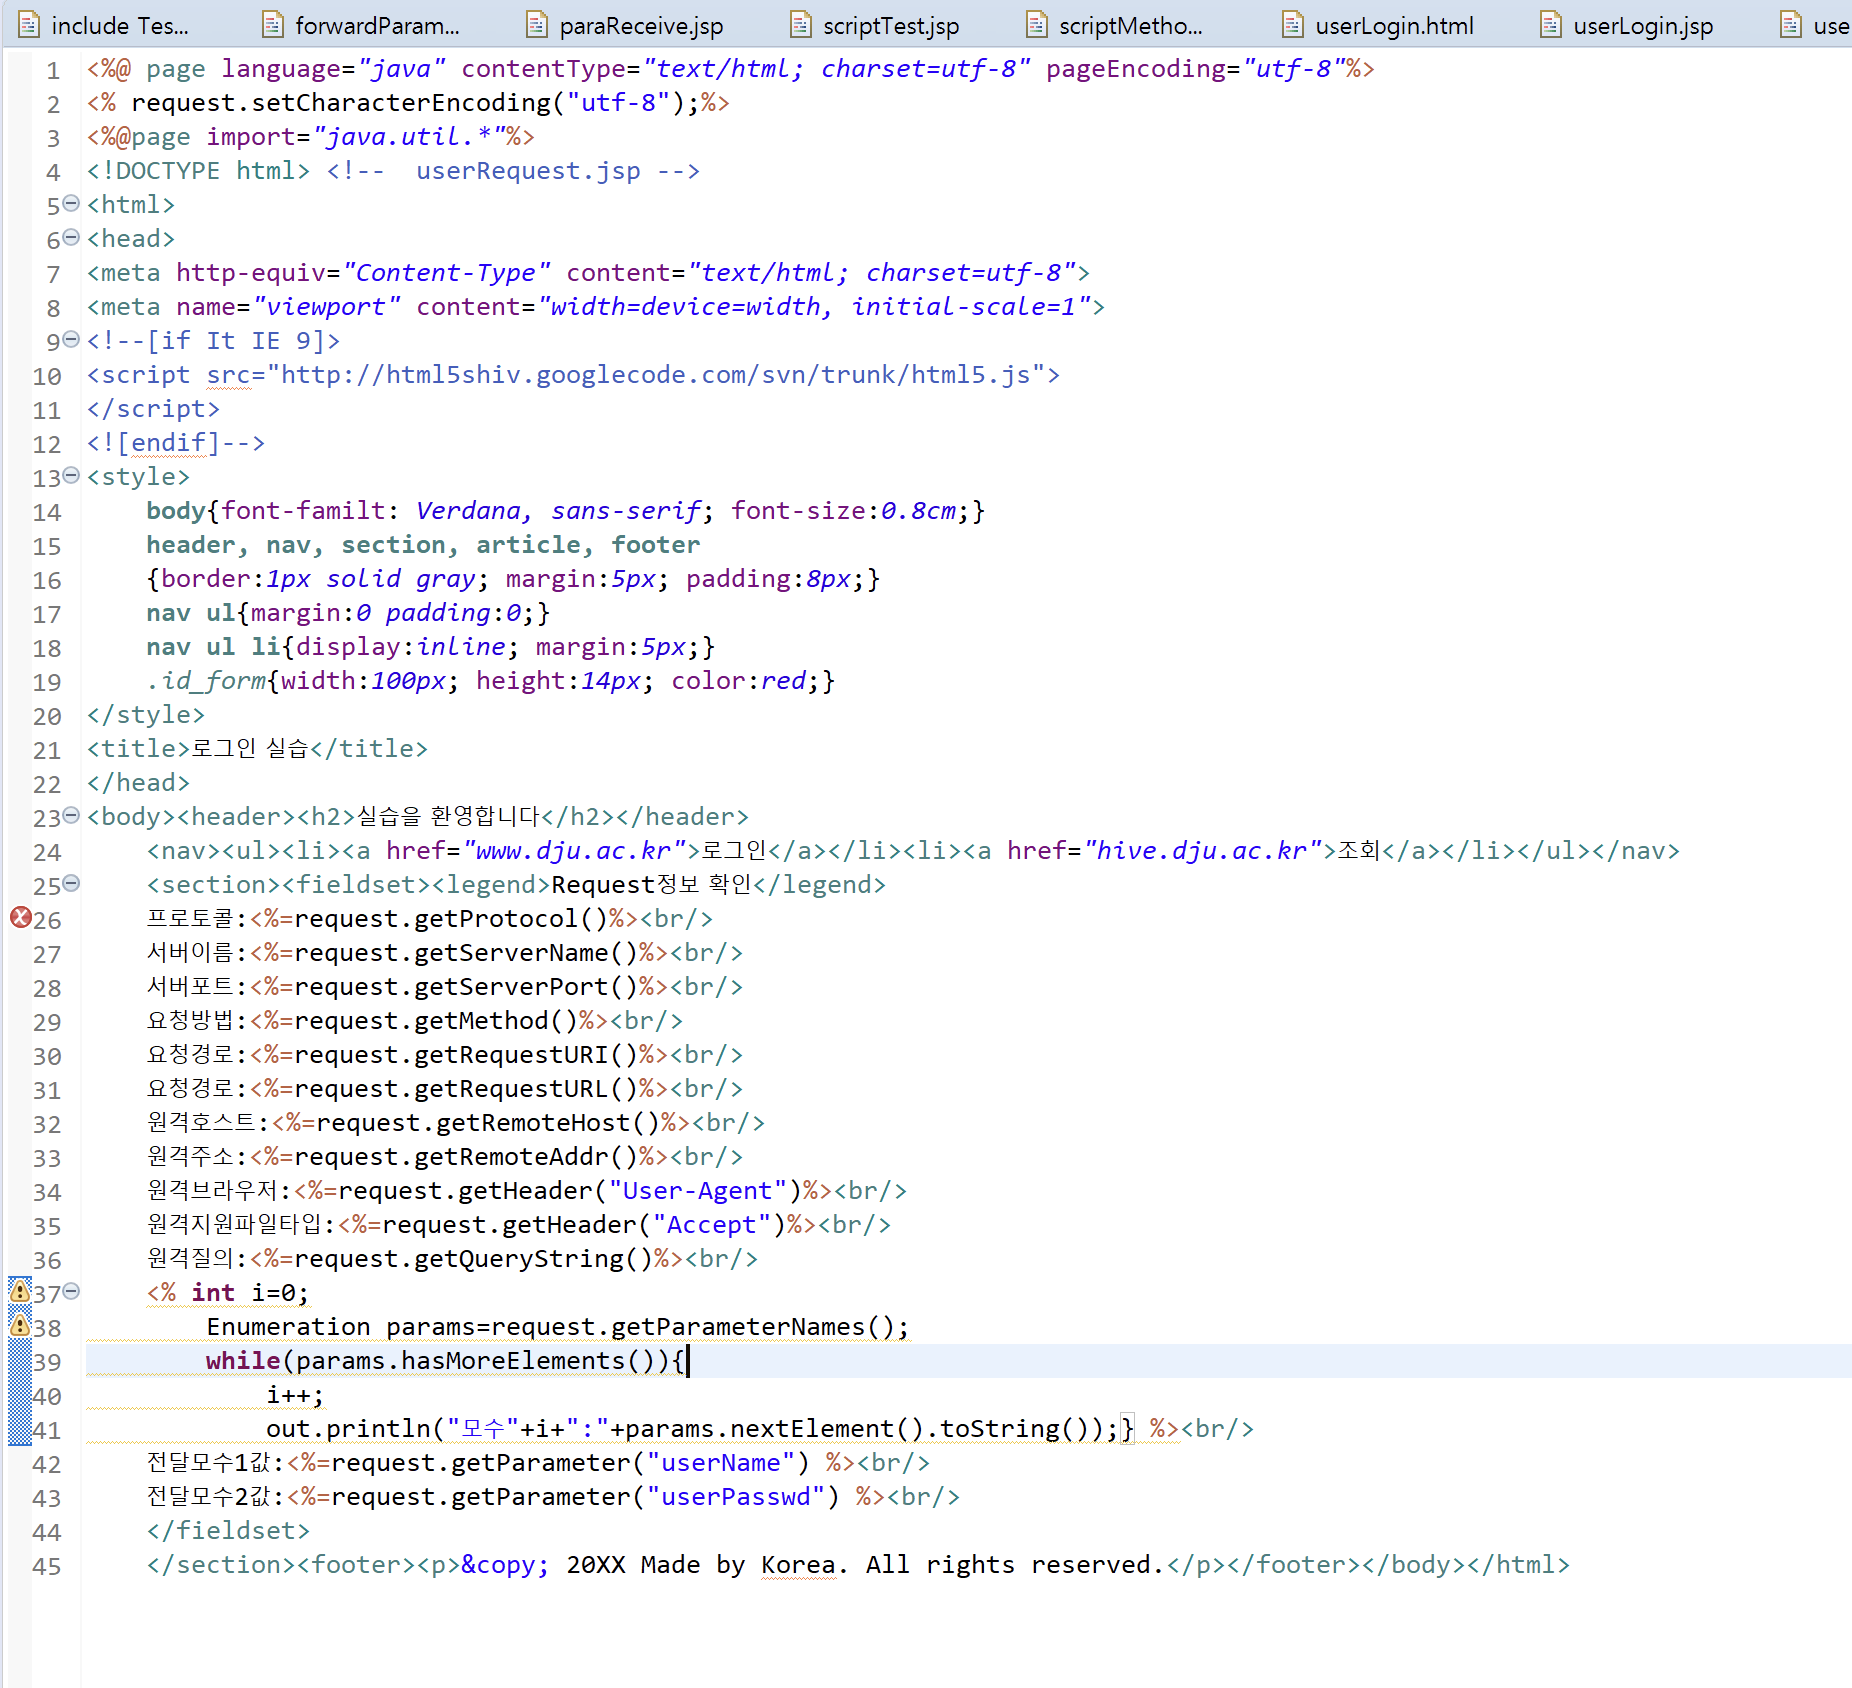 include Tes... forwardParam... paraReceive.jsp scriptTest.jsp scriptMetho... userLogin.html userLogin.jsp use
1 <%@ page language="java" contentType="text/html; charset=utf-8" pageEncoding="utf-8"%>
2 <% request.setCharacterEncoding("utf-8");%>
3 <%@page import="java.util.*"%>
4 <!DOCTYPE html> <!--  userRequest.jsp -->
5 <html>
6 <head>
7 <meta http-equiv="Content-Type" content="text/html; charset=utf-8">
8 <meta name="viewport" content="width=device=width, initial-scale=1">
9 <!--[if It IE 9]>
10 <script src="http://html5shiv.googlecode.com/svn/trunk/html5.js">
11 </script>
12 <![endif]-->
13 <style>
14     body{font-familt: Verdana, sans-serif; font-size:0.8cm;}
15     header, nav, section, article, footer
16     {border:1px solid gray; margin:5px; padding:8px;}
17     nav ul{margin:0 padding:0;}
18     nav ul li{display:inline; margin:5px;}
19     .id_form{width:100px; height:14px; color:red;}
20 </style>
21 <title>로그인 실습</title>
22 </head>
23 <body><header><h2>실습을 환영합니다</h2></header>
24     <nav><ul><li><a href="www.dju.ac.kr">로그인</a></li><li><a href="hive.dju.ac.kr">조회</a></li></ul></nav>
25     <section><fieldset><legend>Request정보 확인</legend>
26     프로토콜:<%=request.getProtocol()%><br/>
27     서버이름:<%=request.getServerName()%><br/>
28     서버포트:<%=request.getServerPort()%><br/>
29     요청방법:<%=request.getMethod()%><br/>
30     요청경로:<%=request.getRequestURI()%><br/>
31     요청경로:<%=request.getRequestURL()%><br/>
32     원격호스트:<%=request.getRemoteHost()%><br/>
33     원격주소:<%=request.getRemoteAddr()%><br/>
34     원격브라우저:<%=request.getHeader("User-Agent")%><br/>
35     원격지원파일타입:<%=request.getHeader("Accept")%><br/>
36     원격질의:<%=request.getQueryString()%><br/>
37     <% int i=0;
38         Enumeration params=request.getParameterNames();
39         while(params.hasMoreElements()){
40             i++;
41             out.println("모수"+i+":"+params.nextElement().toString());} %><br/>
42     전달모수1값:<%=request.getParameter("userName") %><br/>
43     전달모수2값:<%=request.getParameter("userPasswd") %><br/>
44     </fieldset>
45     </section><footer><p>&copy; 20XX Made by Korea. All rights reserved.</p></footer></body></html>